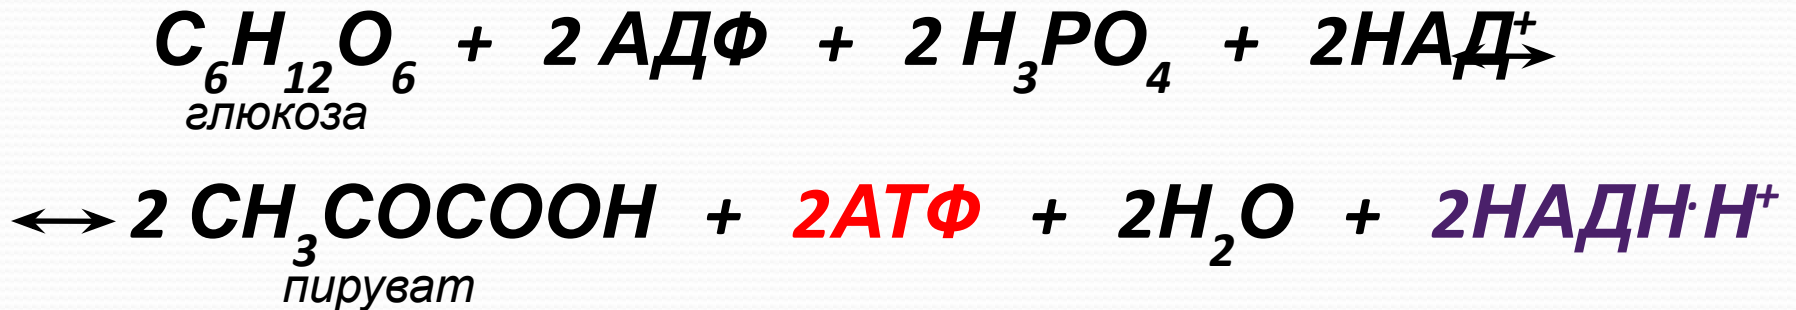 C₆H₁₂O₆ + 2 АДФ + 2 H₃PO₄ + 2НАД⁺ ↔
глюкоза
↔ 2 CH₃COCOOH + 2АТФ + 2H₂O + 2НАДН·Н⁺
пируват